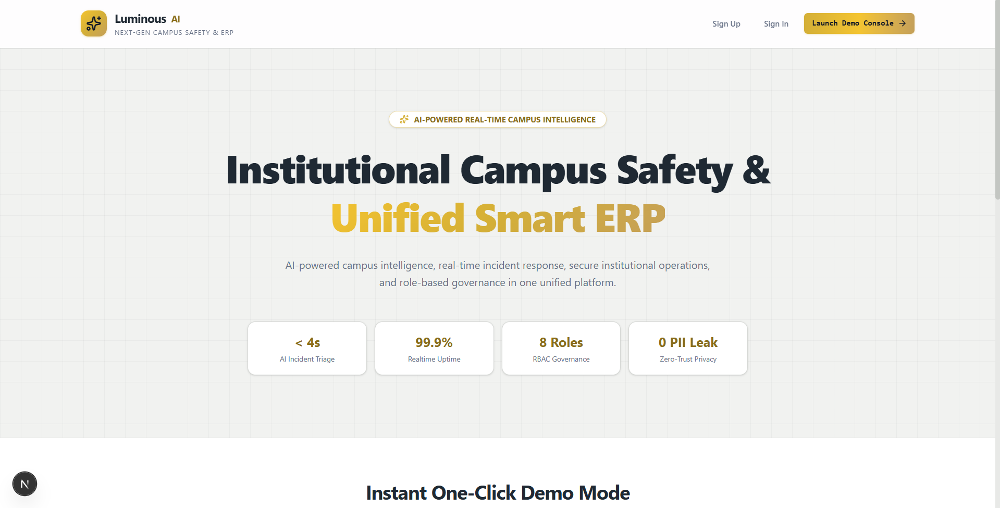 Luminous AI
NEXT-GEN CAMPUS SAFETY & ERP
Sign Up
Sign In
Launch Demo Console →
AI-POWERED REAL-TIME CAMPUS INTELLIGENCE
Institutional Campus Safety &
Unified Smart ERP
AI-powered campus intelligence, real-time incident response, secure institutional operations,
and role-based governance in one unified platform.
< 4s
AI Incident Triage
99.9%
Realtime Uptime
8 Roles
RBAC Governance
0 PII Leak
Zero-Trust Privacy
N
Instant One-Click Demo Mode